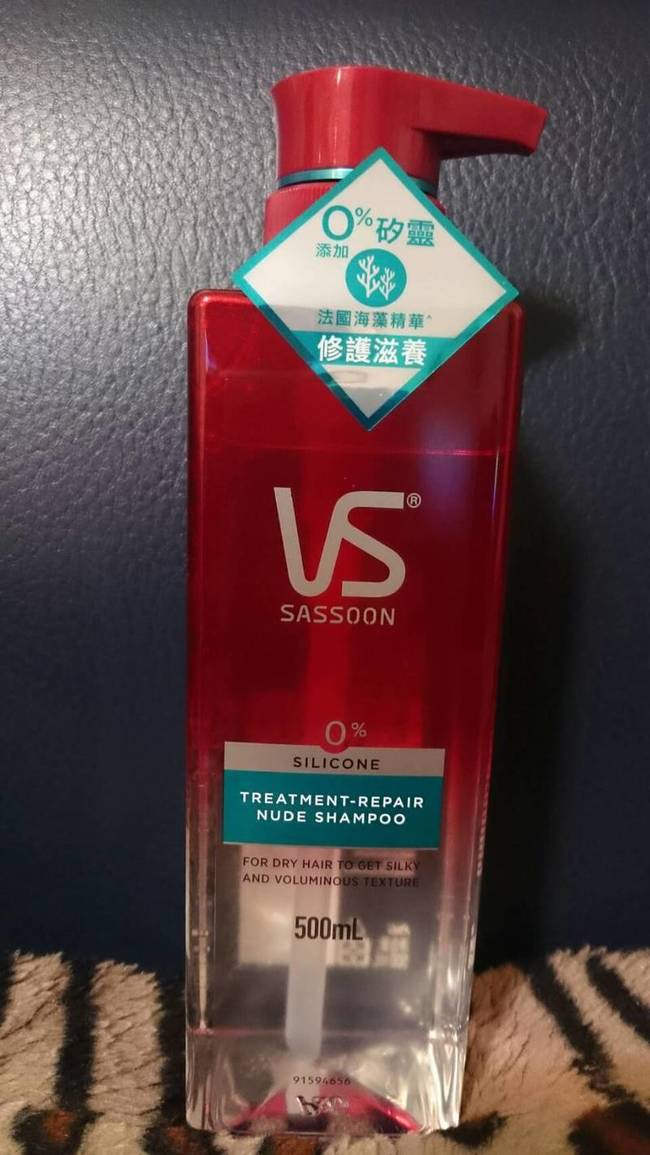 0%矽靈
添加
法國海藻精華^
修護滋養
VS®
SASSOON
0%
SILICONE
TREATMENT-REPAIR
NUDE SHAMPOO
FOR DRY HAIR TO GET SILKY
AND VOLUMINOUS TEXTURE
500mL
91594656